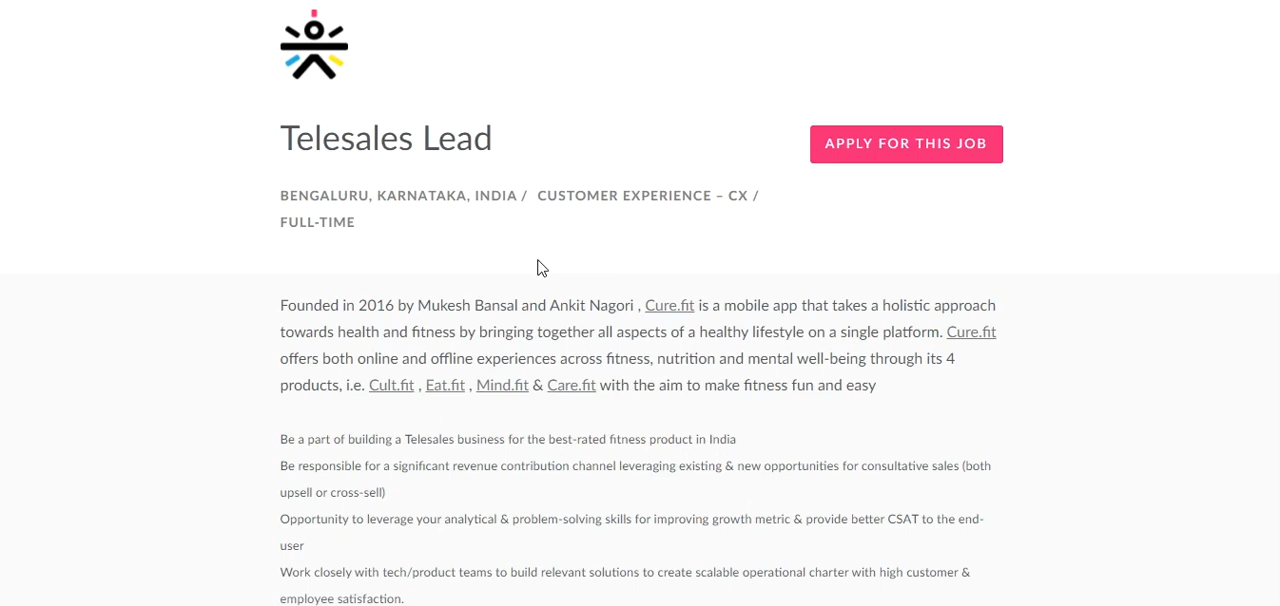 Telesales Lead
APPLY FOR THIS JOB
BENGALURU, KARNATAKA, INDIA / CUSTOMER EXPERIENCE – CX /
FULL-TIME
Founded in 2016 by Mukesh Bansal and Ankit Nagori , Cure.fit is a mobile app that takes a holistic approach
towards health and fitness by bringing together all aspects of a healthy lifestyle on a single platform. Cure.fit
offers both online and offline experiences across fitness, nutrition and mental well-being through its 4
products, i.e. Cult.fit , Eat.fit , Mind.fit & Care.fit with the aim to make fitness fun and easy
Be a part of building a Telesales business for the best-rated fitness product in India
Be responsible for a significant revenue contribution channel leveraging existing & new opportunities for consultative sales (both
upsell or cross-sell)
Opportunity to leverage your analytical & problem-solving skills for improving growth metric & provide better CSAT to the end-
user
Work closely with tech/product teams to build relevant solutions to create scalable operational charter with high customer &
employee satisfaction.